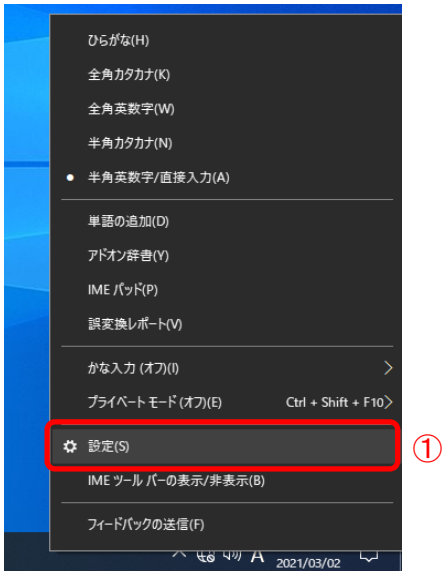 ひらがな(H)
全角カタカナ(K)
全角英数字(W)
半角カタカナ(N)
● 半角英数字/直接入力(A)
単語の追加(D)
アドオン辞書(Y)
IME パッド(P)
誤変換レポート(V)
かな入力 (オフ)(I)
プライベート モード (オフ)(E) Ctrl + Shift + F10
設定(S) ①
IME ツール バーの表示/非表示(B)
フィードバックの送信(F)
A
2021/03/02